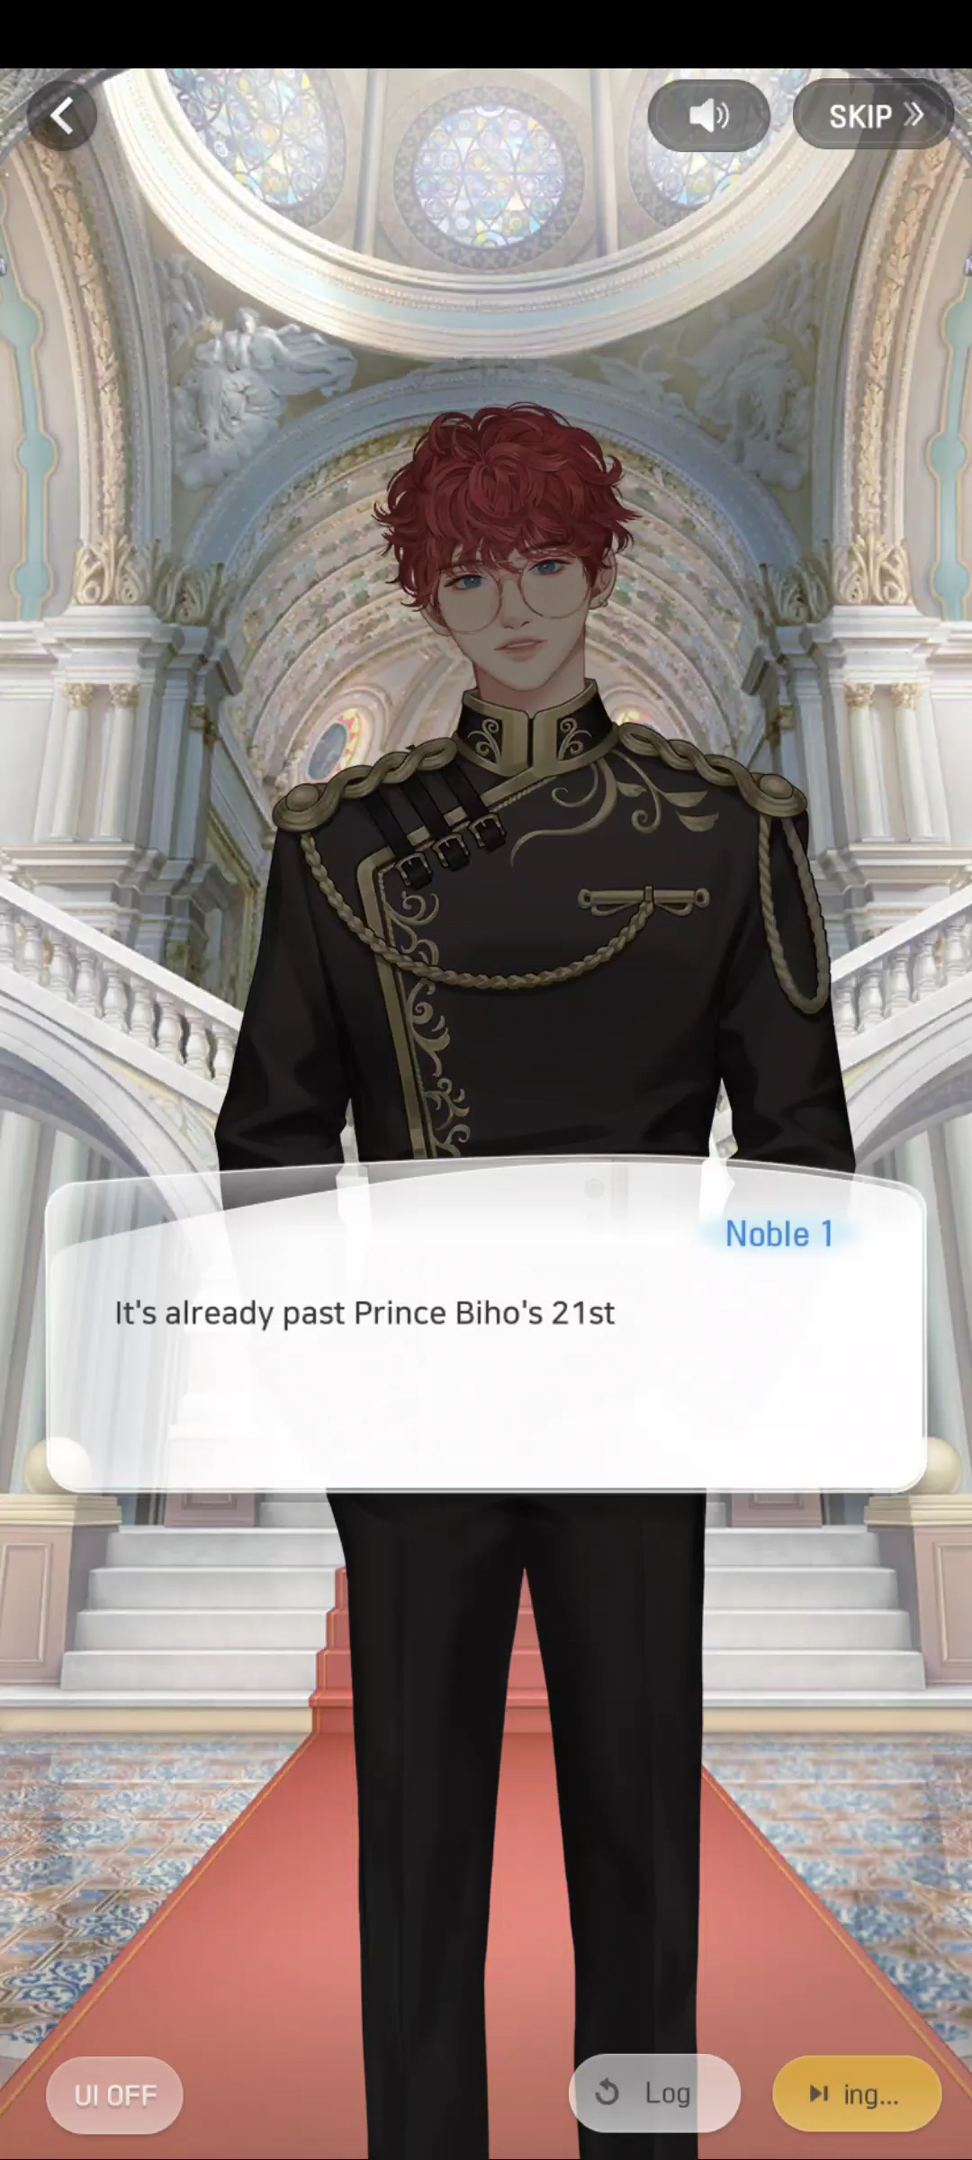 SKIP
Noble 1
It's already past Prince Biho's 21st
UI OFF
Log
ing...